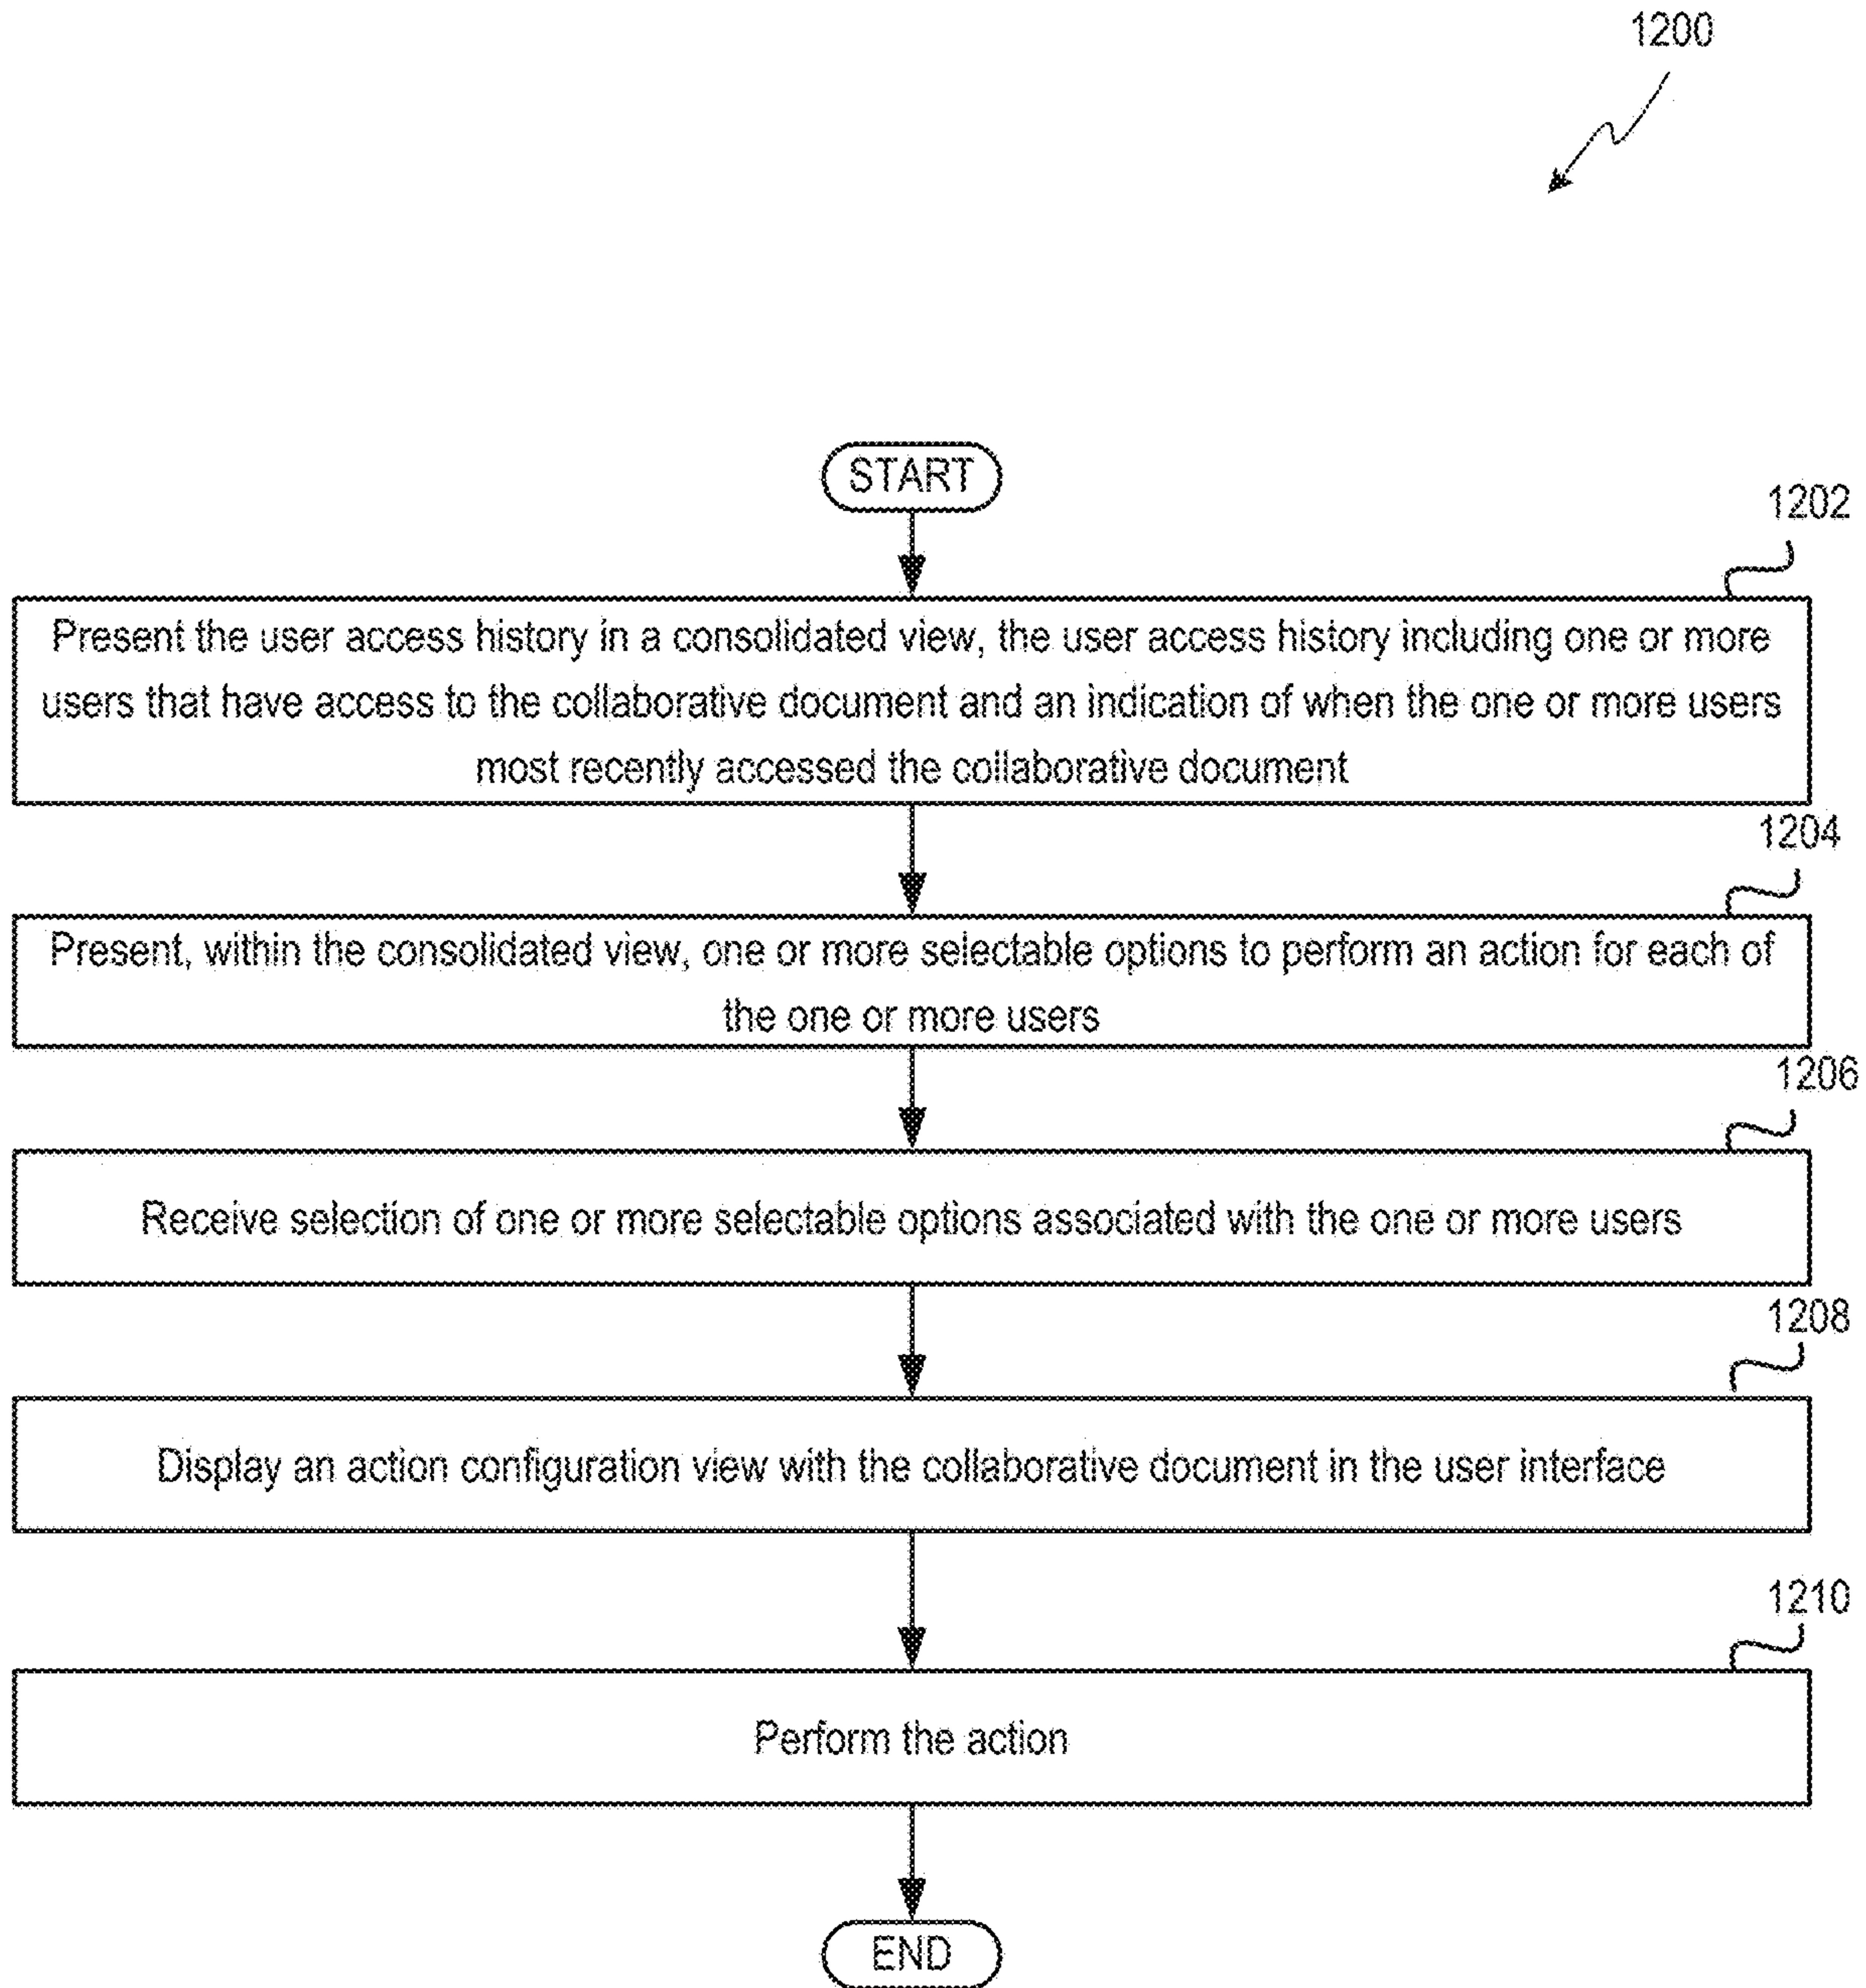 1200
START
1202
Present the user access history in a consolidated view, the user access history including one or more
users that have access to the collaborative document and an indication of when the one or more users
most recently accessed the collaborative document
1204
Present, within the consolidated view, one or more selectable options to perform an action for each of
the one or more users
1206
Receive selection of one or more selectable options associated with the one or more users
1208
Display an action configuration view with the collaborative document in the user interface
1210
Perform the action
END